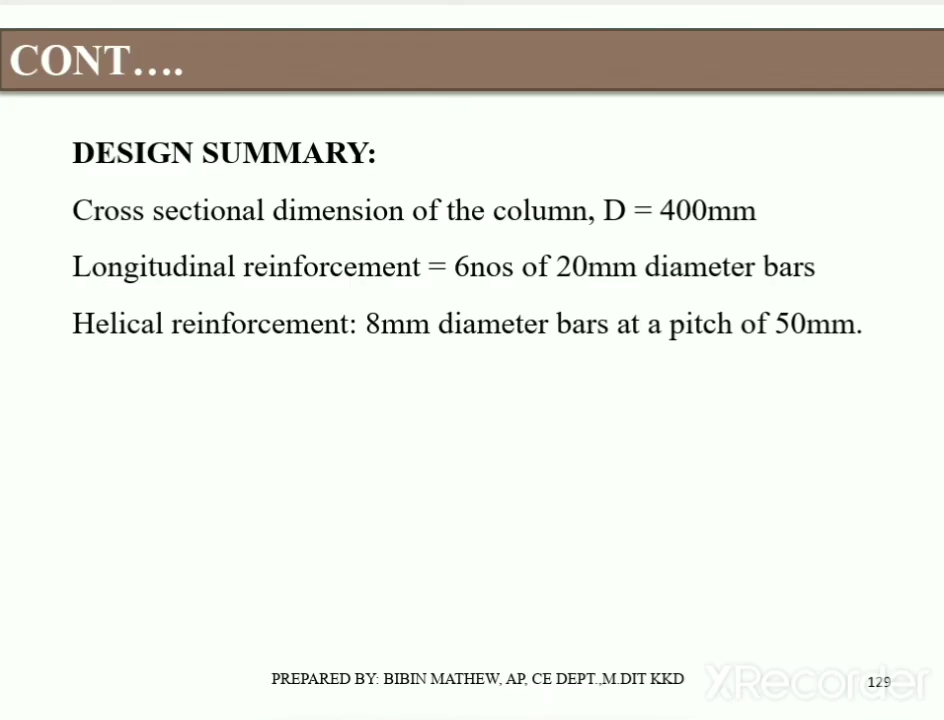 CONT….
DESIGN SUMMARY:
Cross sectional dimension of the column, D = 400mm
Longitudinal reinforcement = 6nos of 20mm diameter bars
Helical reinforcement: 8mm diameter bars at a pitch of 50mm.
PREPARED BY: BIBIN MATHEW, AP, CE DEPT.,M.DIT KKD
XRecorder
129